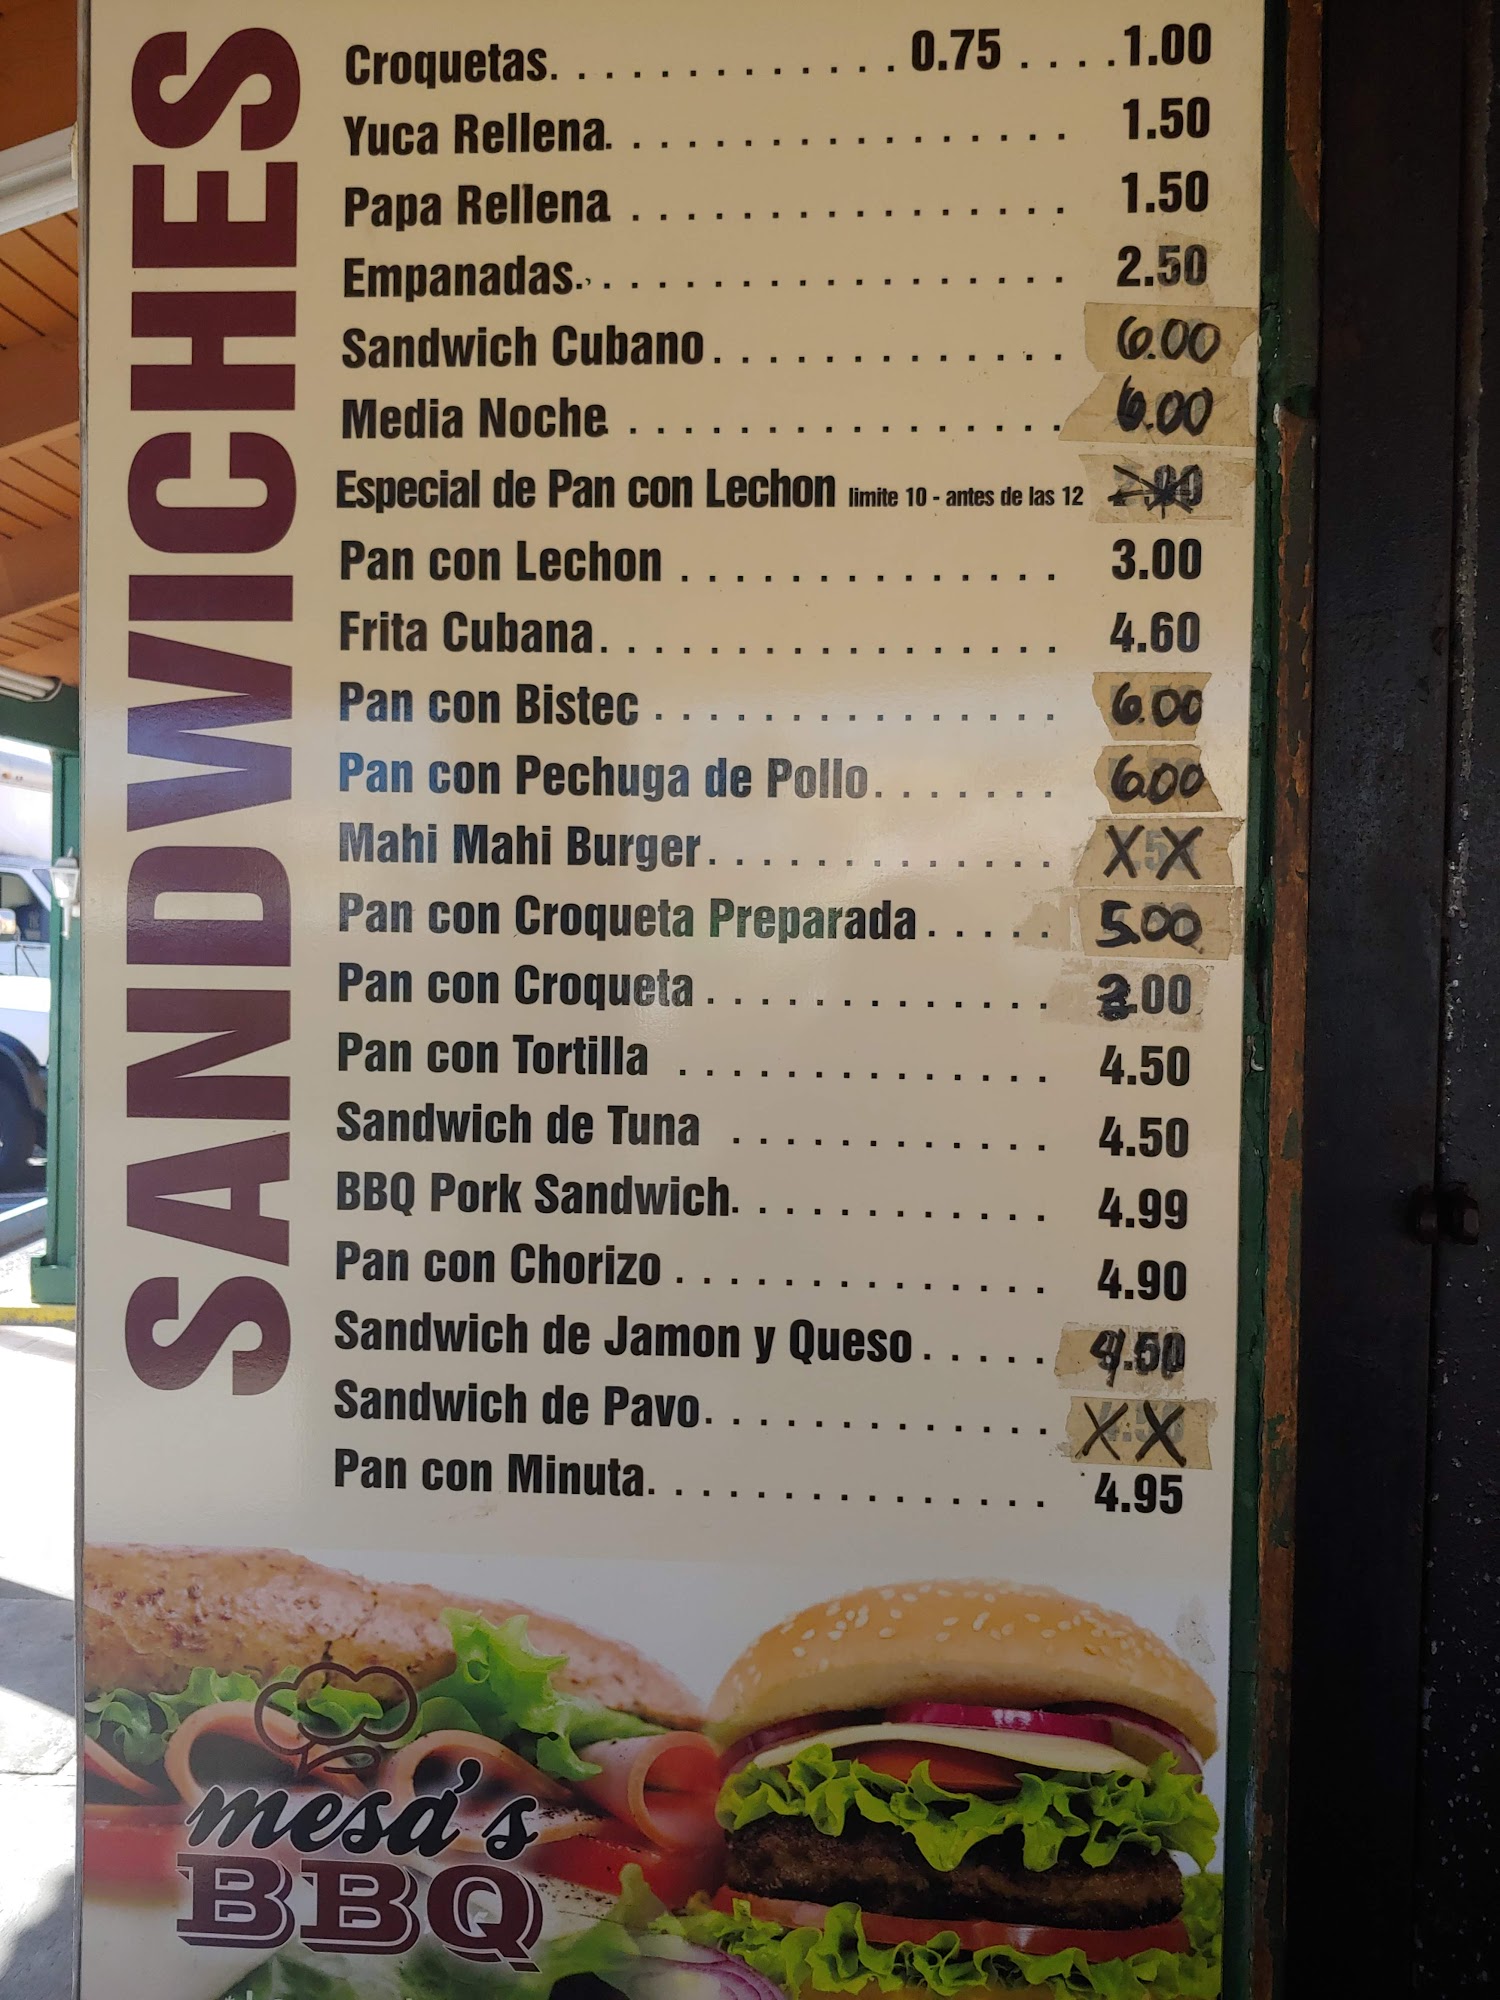 SANDWICHES
Croquetas. . . . . . . . . . . . . 0.75 . . . . 1.00
Yuca Rellena. . . . . . . . . . . . . . . . . . 1.50
Papa Rellena . . . . . . . . . . . . . . . . . 1.50
Empanadas. . . . . . . . . . . . . . . . . . . 2.50
Sandwich Cubano . . . . . . . . . . . . . 6.00
Media Noche . . . . . . . . . . . . . . . . 6.00
Especial de Pan con Lechon limite 10 - antes de las 12
Pan con Lechon . . . . . . . . . . . . . . 3.00
Frita Cubana. . . . . . . . . . . . . . . . . . 4.60
Pan con Bistec . . . . . . . . . . . . . . . 6.00
Pan con Pechuga de Pollo. . . . . . . 6.00
Mahi Mahi Burger. . . . . . . . . . . . . XX
Pan con Croqueta Preparada . . . . . 5.00
Pan con Croqueta . . . . . . . . . . . . . .00
Pan con Tortilla . . . . . . . . . . . . . . 4.50
Sandwich de Tuna . . . . . . . . . . . . 4.50
BBQ Pork Sandwich. . . . . . . . . . . . 4.99
Pan con Chorizo . . . . . . . . . . . . . . 4.90
Sandwich de Jamon y Queso . . . . .
Sandwich de Pavo. . . . . . . . . . . . . XX
Pan con Minuta. . . . . . . . . . . . . . . 4.95
mesa's
BBQ